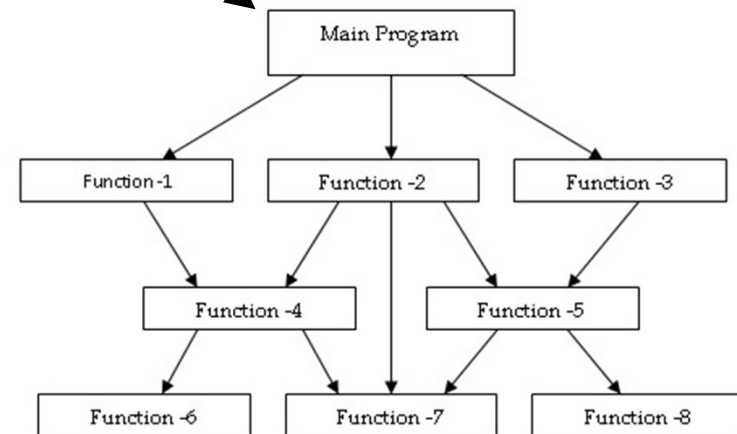 Main Program
Function -1
Function -2
Function -3
Function -4
Function -5
Function -6
Function -7
Function -8